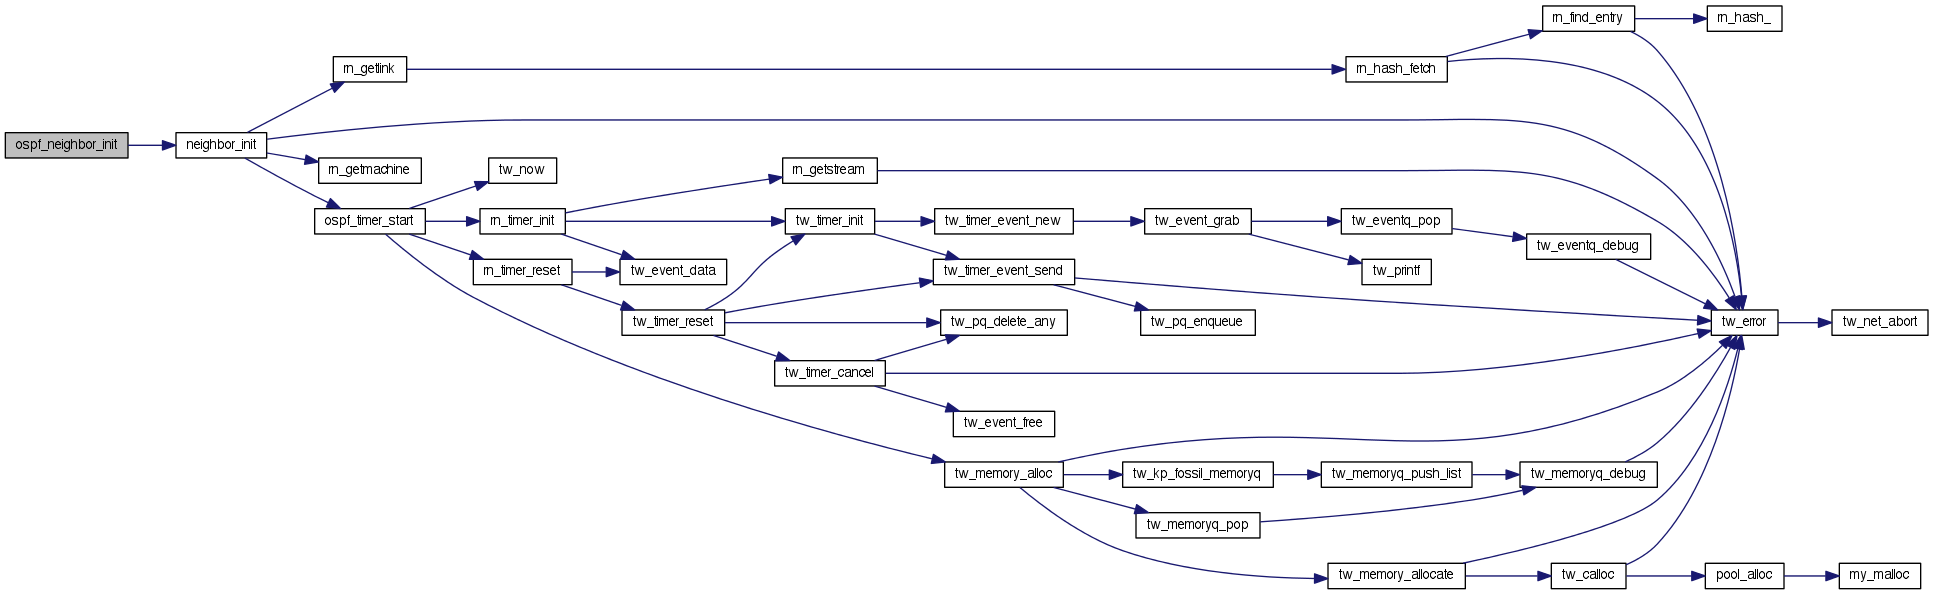 rn_find_entry
rn_hash_
rn_getlink
rn_hash_fetch
ospf_neighbor_init
neighbor_init
rn_getmachine
tw_now
rn_getstream
ospf_timer_start
rn_timer_init
tw_timer_init
tw_timer_event_new
tw_event_grab
tw_eventq_pop
tw_eventq_debug
rn_timer_reset
tw_event_data
tw_timer_event_send
tw_printf
tw_timer_reset
tw_pq_delete_any
tw_pq_enqueue
tw_error
tw_net_abort
tw_timer_cancel
tw_event_free
tw_memory_alloc
tw_kp_fossil_memoryq
tw_memoryq_push_list
tw_memoryq_debug
tw_memoryq_pop
tw_memory_allocate
tw_calloc
pool_alloc
my_malloc